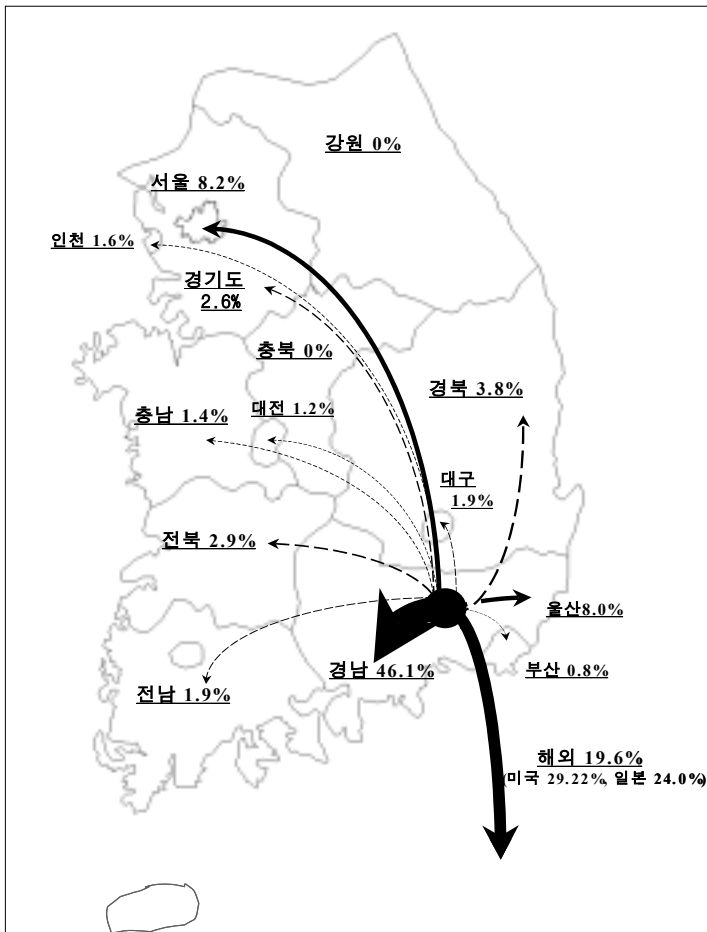 강원 0%
서울 8.2%
인천 1.6%
경기도
2.6%
충북 0%
경북 3.8%
대전 1.2%
충남 1.4%
대구
1.9%
전북 2.9%
울산8.0%
경남 46.1%
부산 0.8%
전남 1.9%
해외 19.6%
(미국 29.22%, 일본 24.0%)